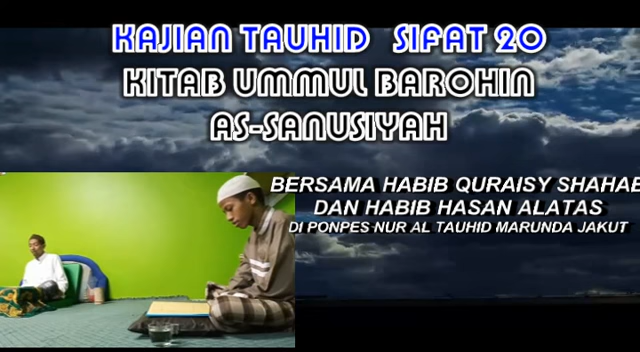 KAJIAN TAUHID SIFAT 20
KITAB UMMUL BAROHIN
AS-SANUSIYAH
BERSAMA HABIB QURAISY SHAHAB
DAN HABIB HASAN ALATAS
DI PONPES NUR AL TAUHID MARUNDA JAKUT